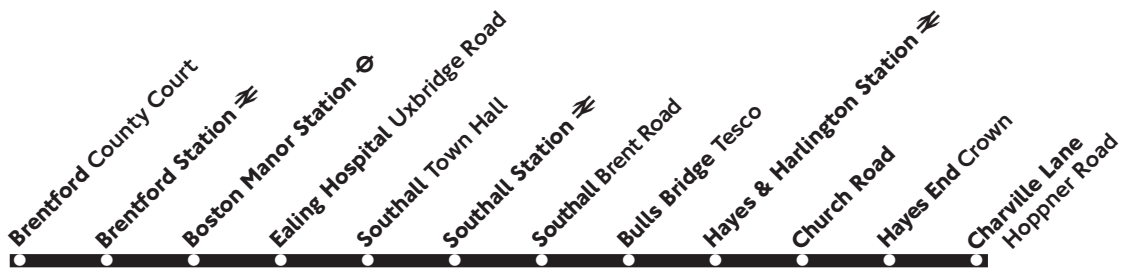 Brentford County Court
Brentford Station
Boston Manor Station
Ealing Hospital Uxbridge Road
Southall Town Hall
Southall Station
Southall Brent Road
Bulls Bridge Tesco
Hayes & Harlington Station
Church Road
Hayes End Crown
Charville Lane
Hoppner Road